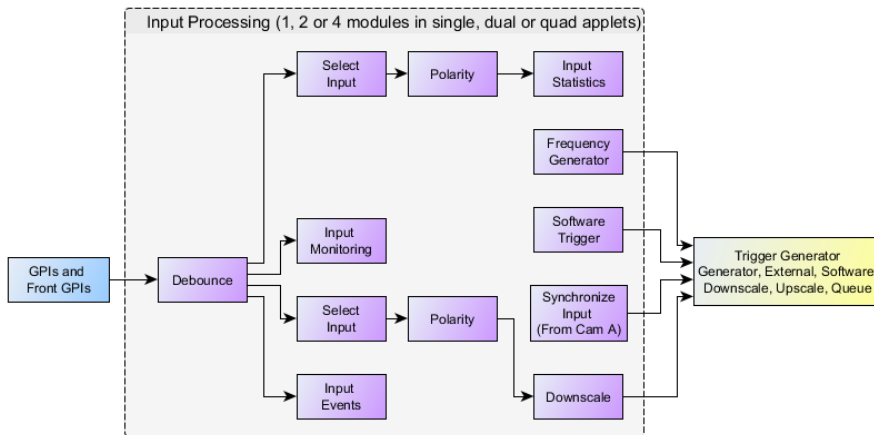 Input Processing (1, 2 or 4 modules in single, dual or quad applets)
Select
Input
Polarity
Input
Statistics
Frequency
Generator
Input
Monitoring
Software
Trigger
GPIs and
Front GPIs
Debounce
Trigger Generator
Generator, External, Software
Downscale, Upscale, Queue
Select
Input
Polarity
Synchronize
Input
(From Cam A)
Input
Events
Downscale